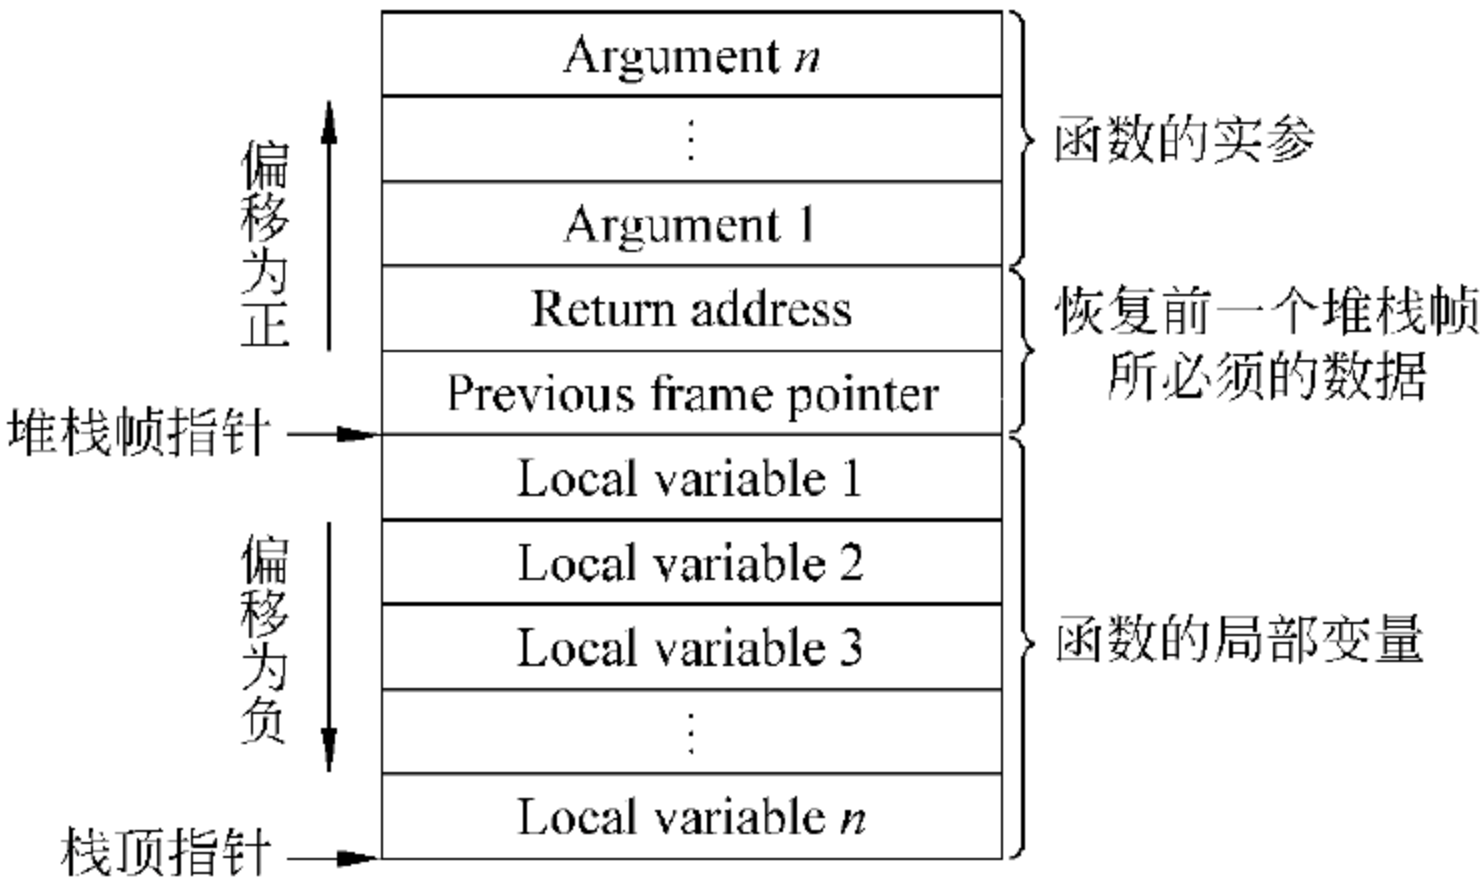 Argument n
⋮
Argument 1
Return address
Previous frame pointer
Local variable 1
Local variable 2
Local variable 3
⋮
Local variable n
偏移为正
堆栈帧指针
偏移为负
栈顶指针
函数的实参
恢复前一个堆栈帧
所必须的数据
函数的局部变量